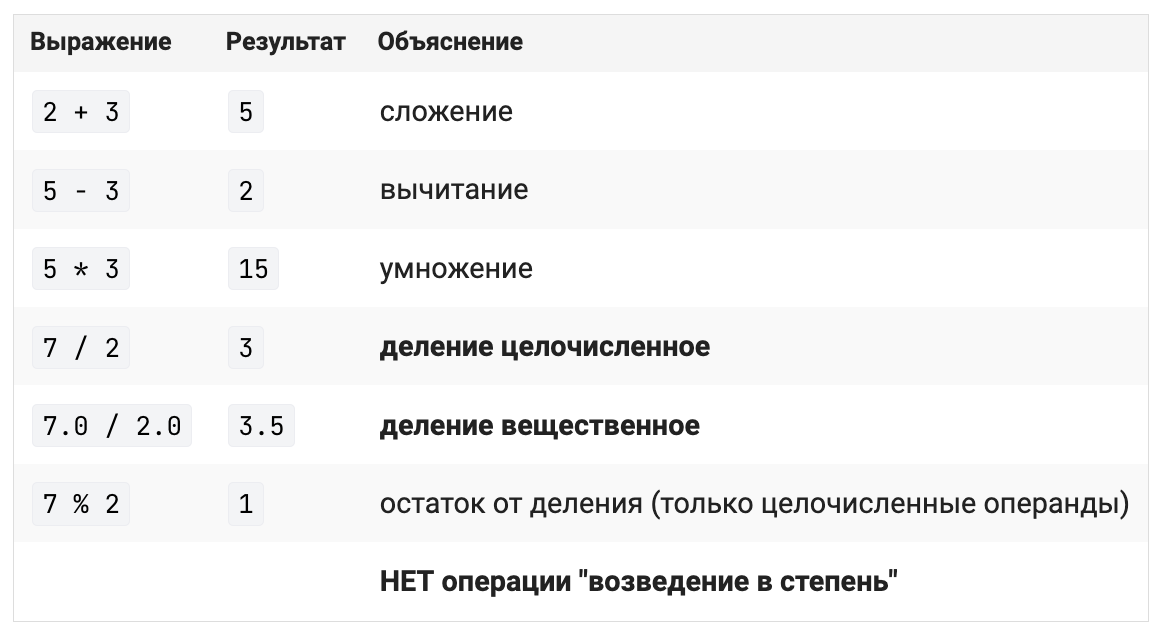 Выражение Результат Объяснение
2 + 3 5 сложение
5 - 3 2 вычитание
5 * 3 15 умножение
7 / 2 3 деление целочисленное
7.0 / 2.0 3.5 деление вещественное
7 % 2 1 остаток от деления (только целочисленные операнды)
НЕТ операции "возведение в степень"